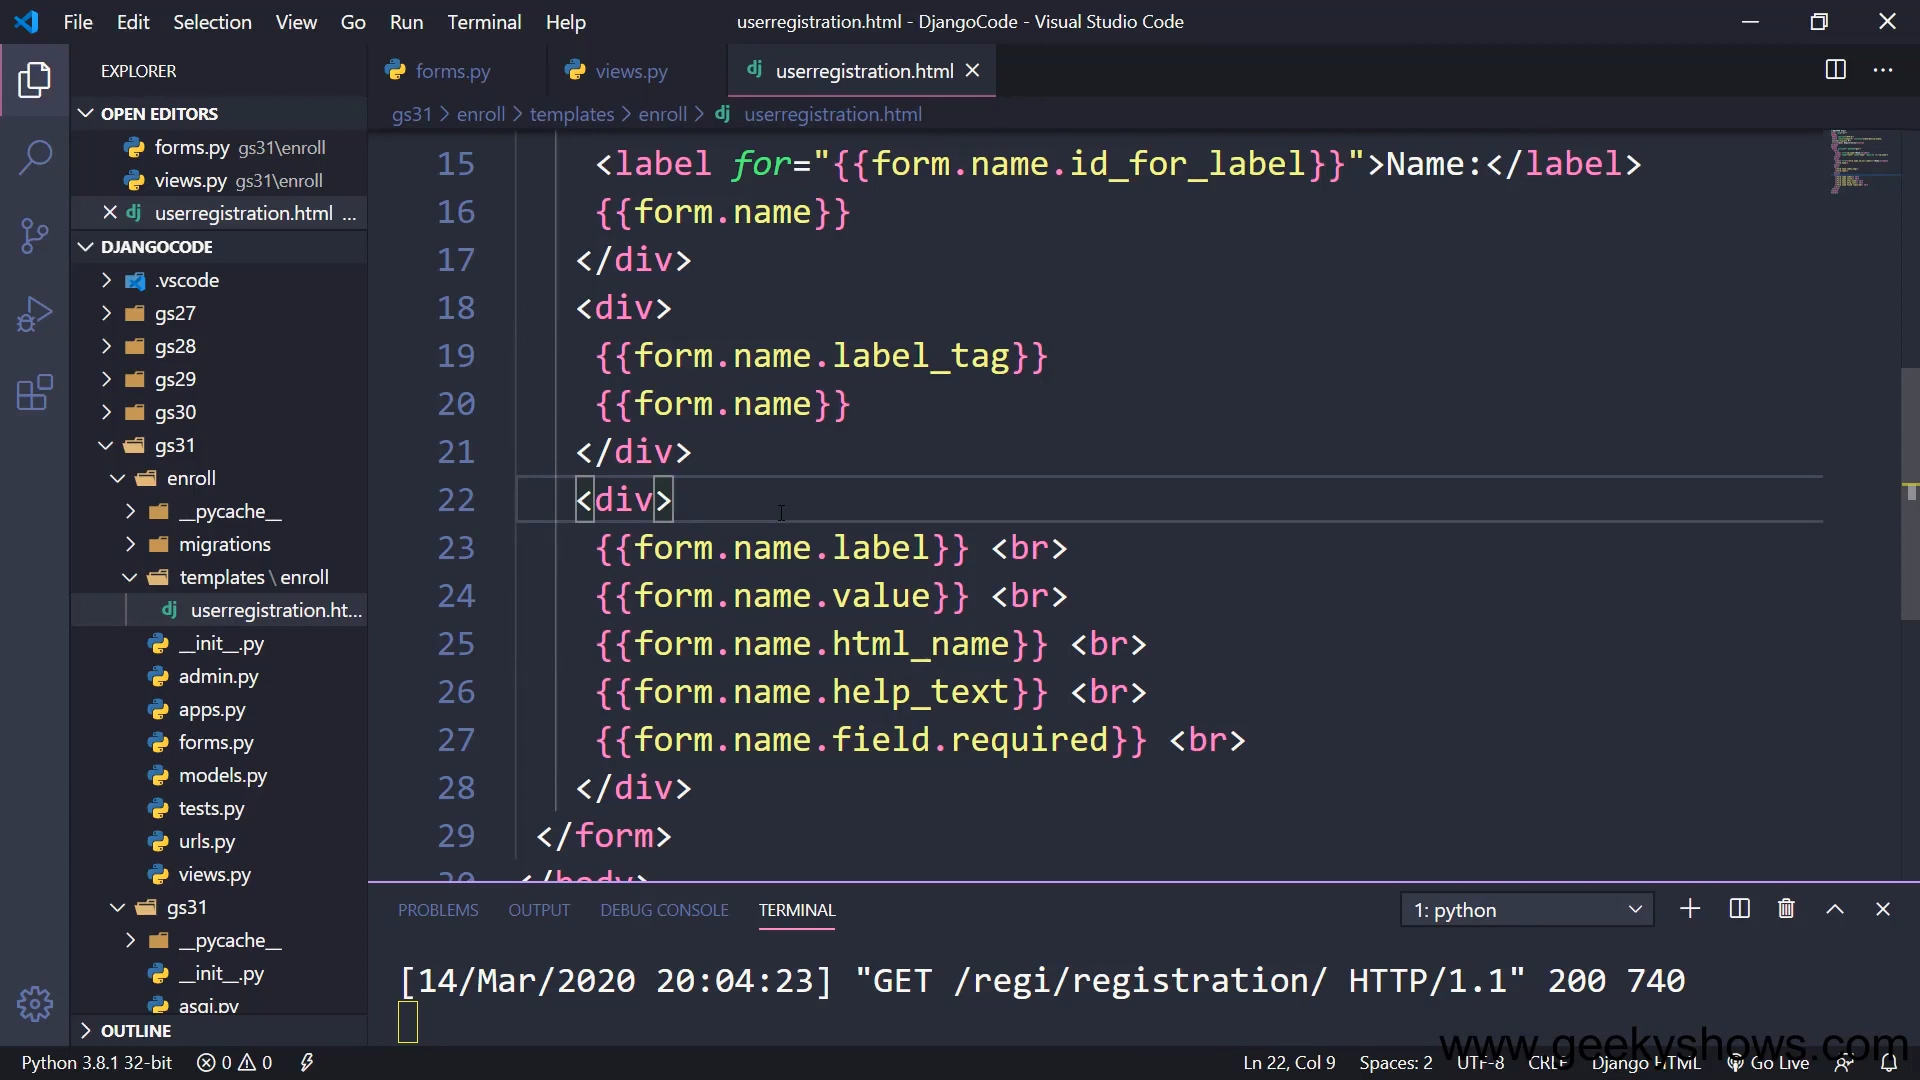 File Edit Selection View Go Run Terminal Help
userregistration.html - DjangoCode - Visual Studio Code
EXPLORER
OPEN EDITORS
forms.py gs31\enroll
views.py gs31\enroll
userregistration.html ...
DJANGOCODE
.vscode
gs27
gs28
gs29
gs30
gs31
enroll
__pycache__
migrations
templates \ enroll
userregistration.ht...
__init__.py
admin.py
apps.py
forms.py
models.py
tests.py
urls.py
views.py
gs31
__pycache__
__init__.py
asgi.py
OUTLINE
forms.py views.py userregistration.html
gs31 > enroll > templates > enroll > userregistration.html
15 <label for="{{form.name.id_for_label}}">Name:</label>
16 {{form.name}}
17 </div>
18 <div>
19 {{form.name.label_tag}}
20 {{form.name}}
21 </div>
22 <div>
23 {{form.name.label}} <br>
24 {{form.name.value}} <br>
25 {{form.name.html_name}} <br>
26 {{form.name.help_text}} <br>
27 {{form.name.field.required}} <br>
28 </div>
29 </form>
30 </body>
PROBLEMS OUTPUT DEBUG CONSOLE TERMINAL
1: python
[14/Mar/2020 20:04:23] "GET /regi/registration/ HTTP/1.1" 200 740
www.geekyshows.com
Python 3.8.1 32-bit 0 0
Ln 22, Col 9 Spaces: 2 UTF-8 CRLF Django HTML Go Live